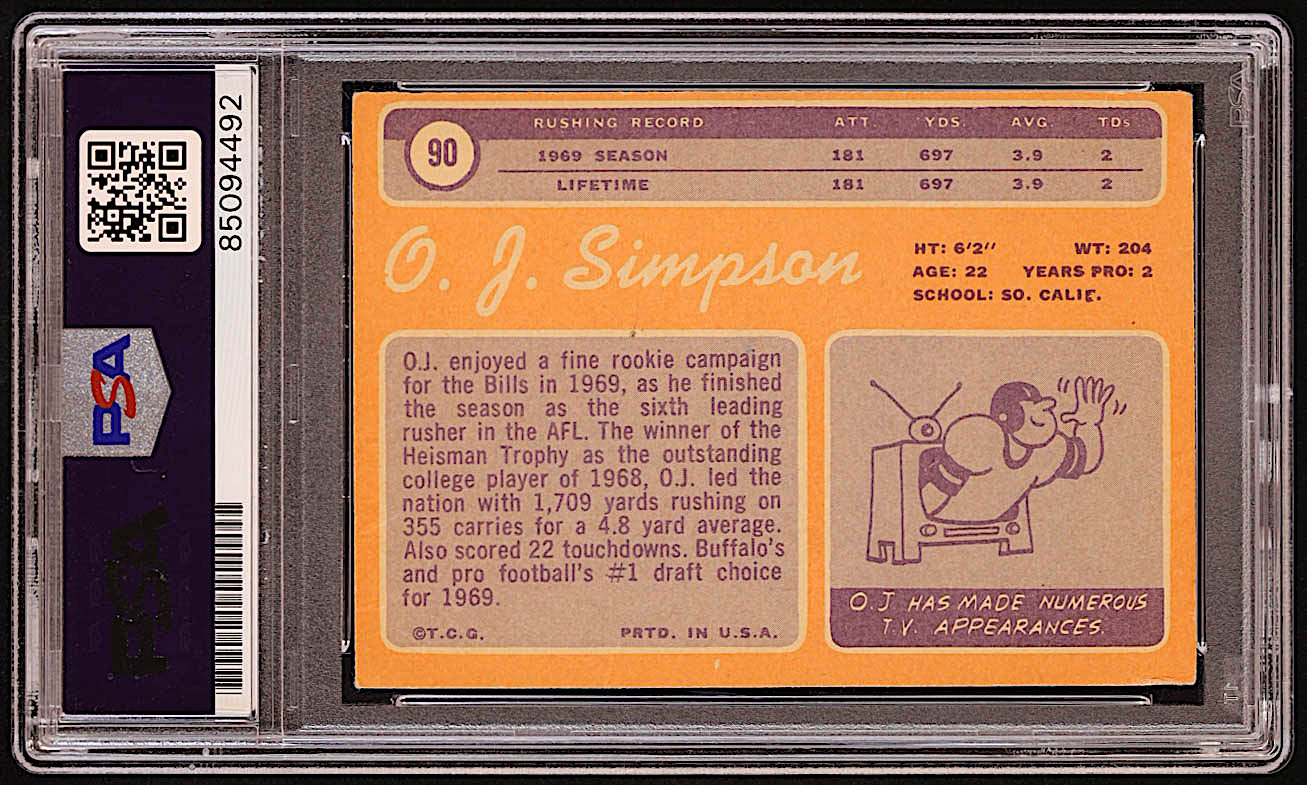 90
RUSHING RECORD ATT. YDS. AVG. TDs
1969 SEASON 181 697 3.9 2
LIFETIME 181 697 3.9 2
O. J. Simpson
HT: 6'2" WT: 204
AGE: 22 YEARS PRO: 2
SCHOOL: SO. CALIF.
O.J. enjoyed a fine rookie campaign
for the Bills in 1969, as he finished
the season as the sixth leading
rusher in the AFL. The winner of the
Heisman Trophy as the outstanding
college player of 1968, O.J. led the
nation with 1,709 yards rushing on
355 carries for a 4.8 yard average.
Also scored 22 touchdowns. Buffalo's
and pro football's #1 draft choice
for 1969.
©T.C.G. PRTD. IN U.S.A.
O.J HAS MADE NUMEROUS
T.V. APPEARANCES.
85094492
PSA
PSA
PSA